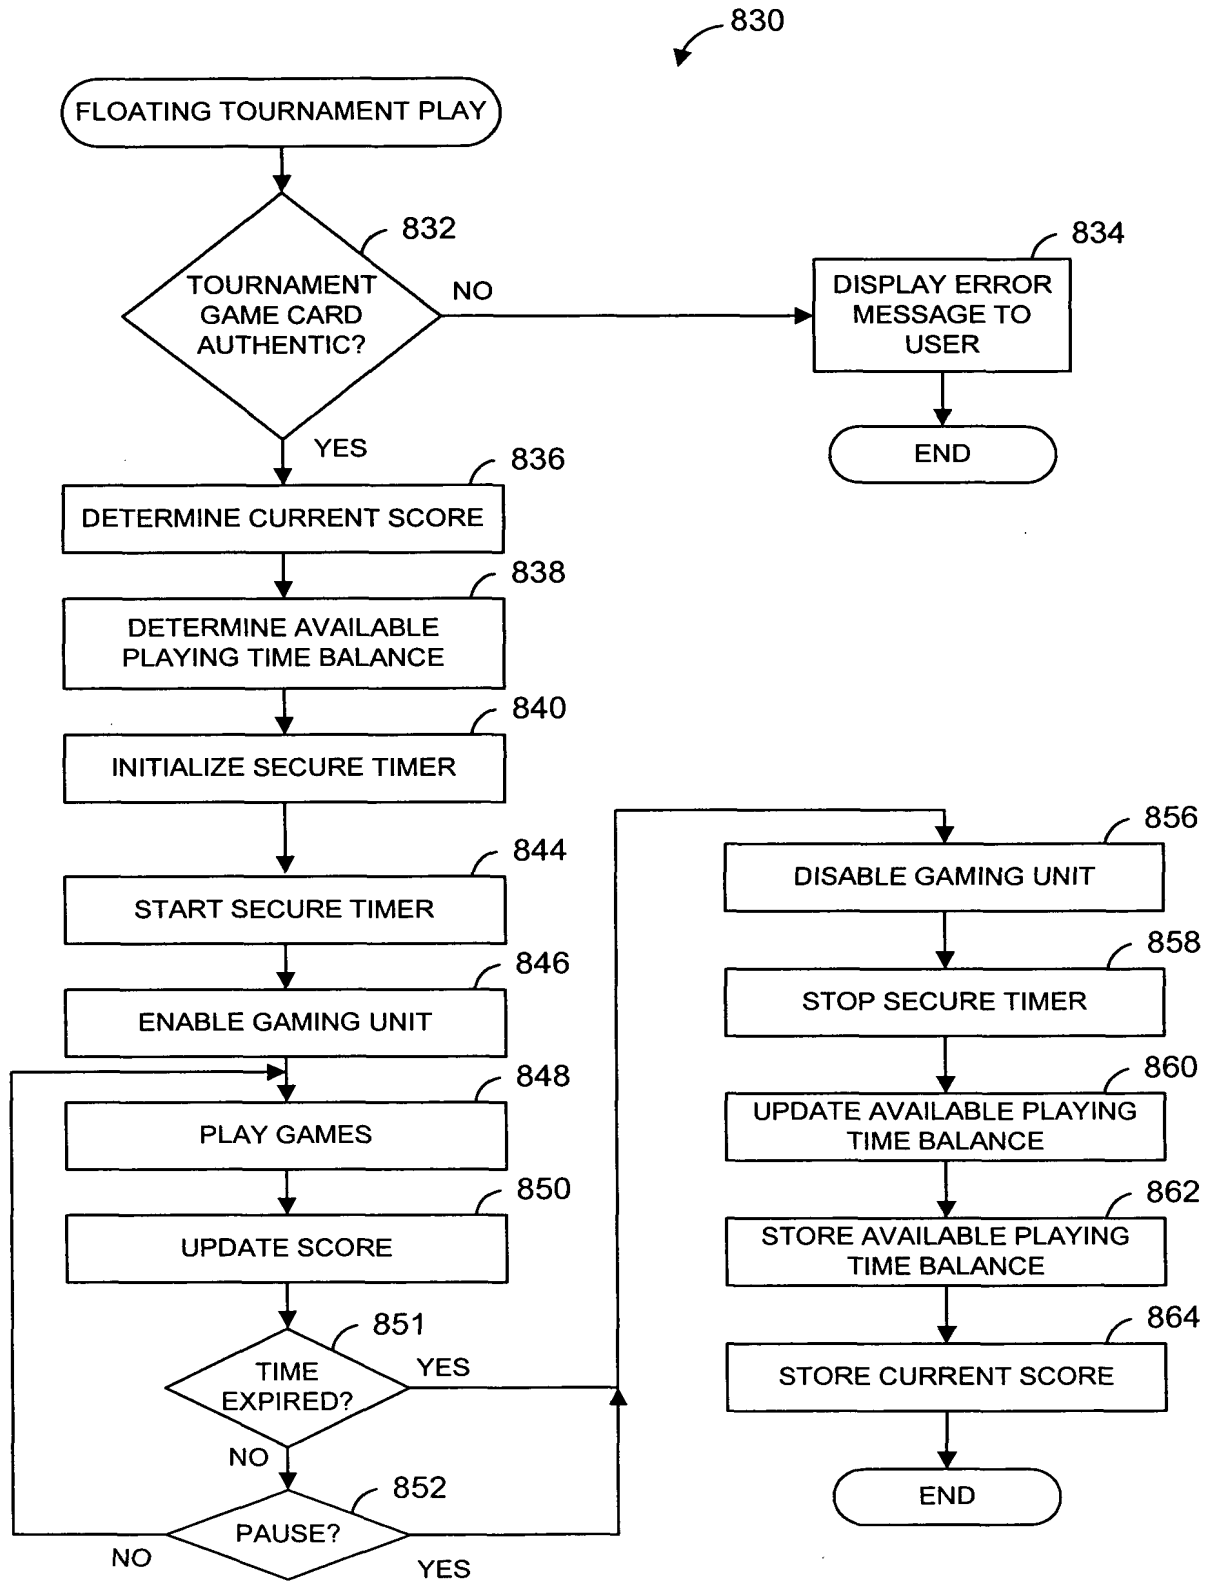 830
FLOATING TOURNAMENT PLAY
832
TOURNAMENT
GAME CARD
AUTHENTIC?
NO
YES
834
DISPLAY ERROR
MESSAGE TO
USER
END
836
DETERMINE CURRENT SCORE
838
DETERMINE AVAILABLE
PLAYING TIME BALANCE
840
INITIALIZE SECURE TIMER
844
START SECURE TIMER
846
ENABLE GAMING UNIT
848
PLAY GAMES
850
UPDATE SCORE
851
TIME
EXPIRED?
YES
NO
852
PAUSE?
NO
YES
856
DISABLE GAMING UNIT
858
STOP SECURE TIMER
860
UPDATE AVAILABLE PLAYING
TIME BALANCE
862
STORE AVAILABLE PLAYING
TIME BALANCE
864
STORE CURRENT SCORE
END